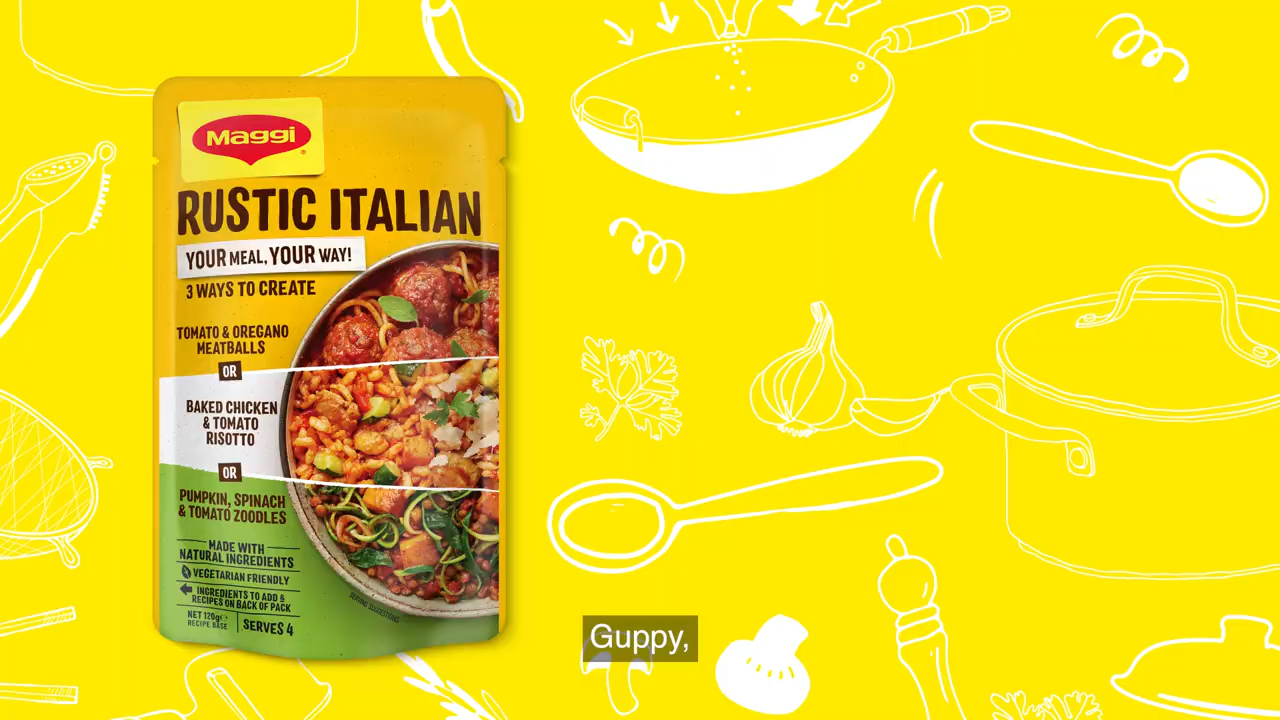 Maggi
RUSTIC ITALIAN
YOUR MEAL, YOUR WAY!
3 WAYS TO CREATE
TOMATO & OREGANO
MEATBALLS
OR
BAKED CHICKEN
& TOMATO
RISOTTO
OR
PUMPKIN, SPINACH
& TOMATO ZOODLES
MADE WITH
NATURAL INGREDIENTS
VEGETARIAN FRIENDLY
INGREDIENTS TO ADD &
RECIPES ON BACK OF PACK
NET 120g
RECIPE BASE
SERVES 4
SERVING SUGGESTIONS
Guppy,